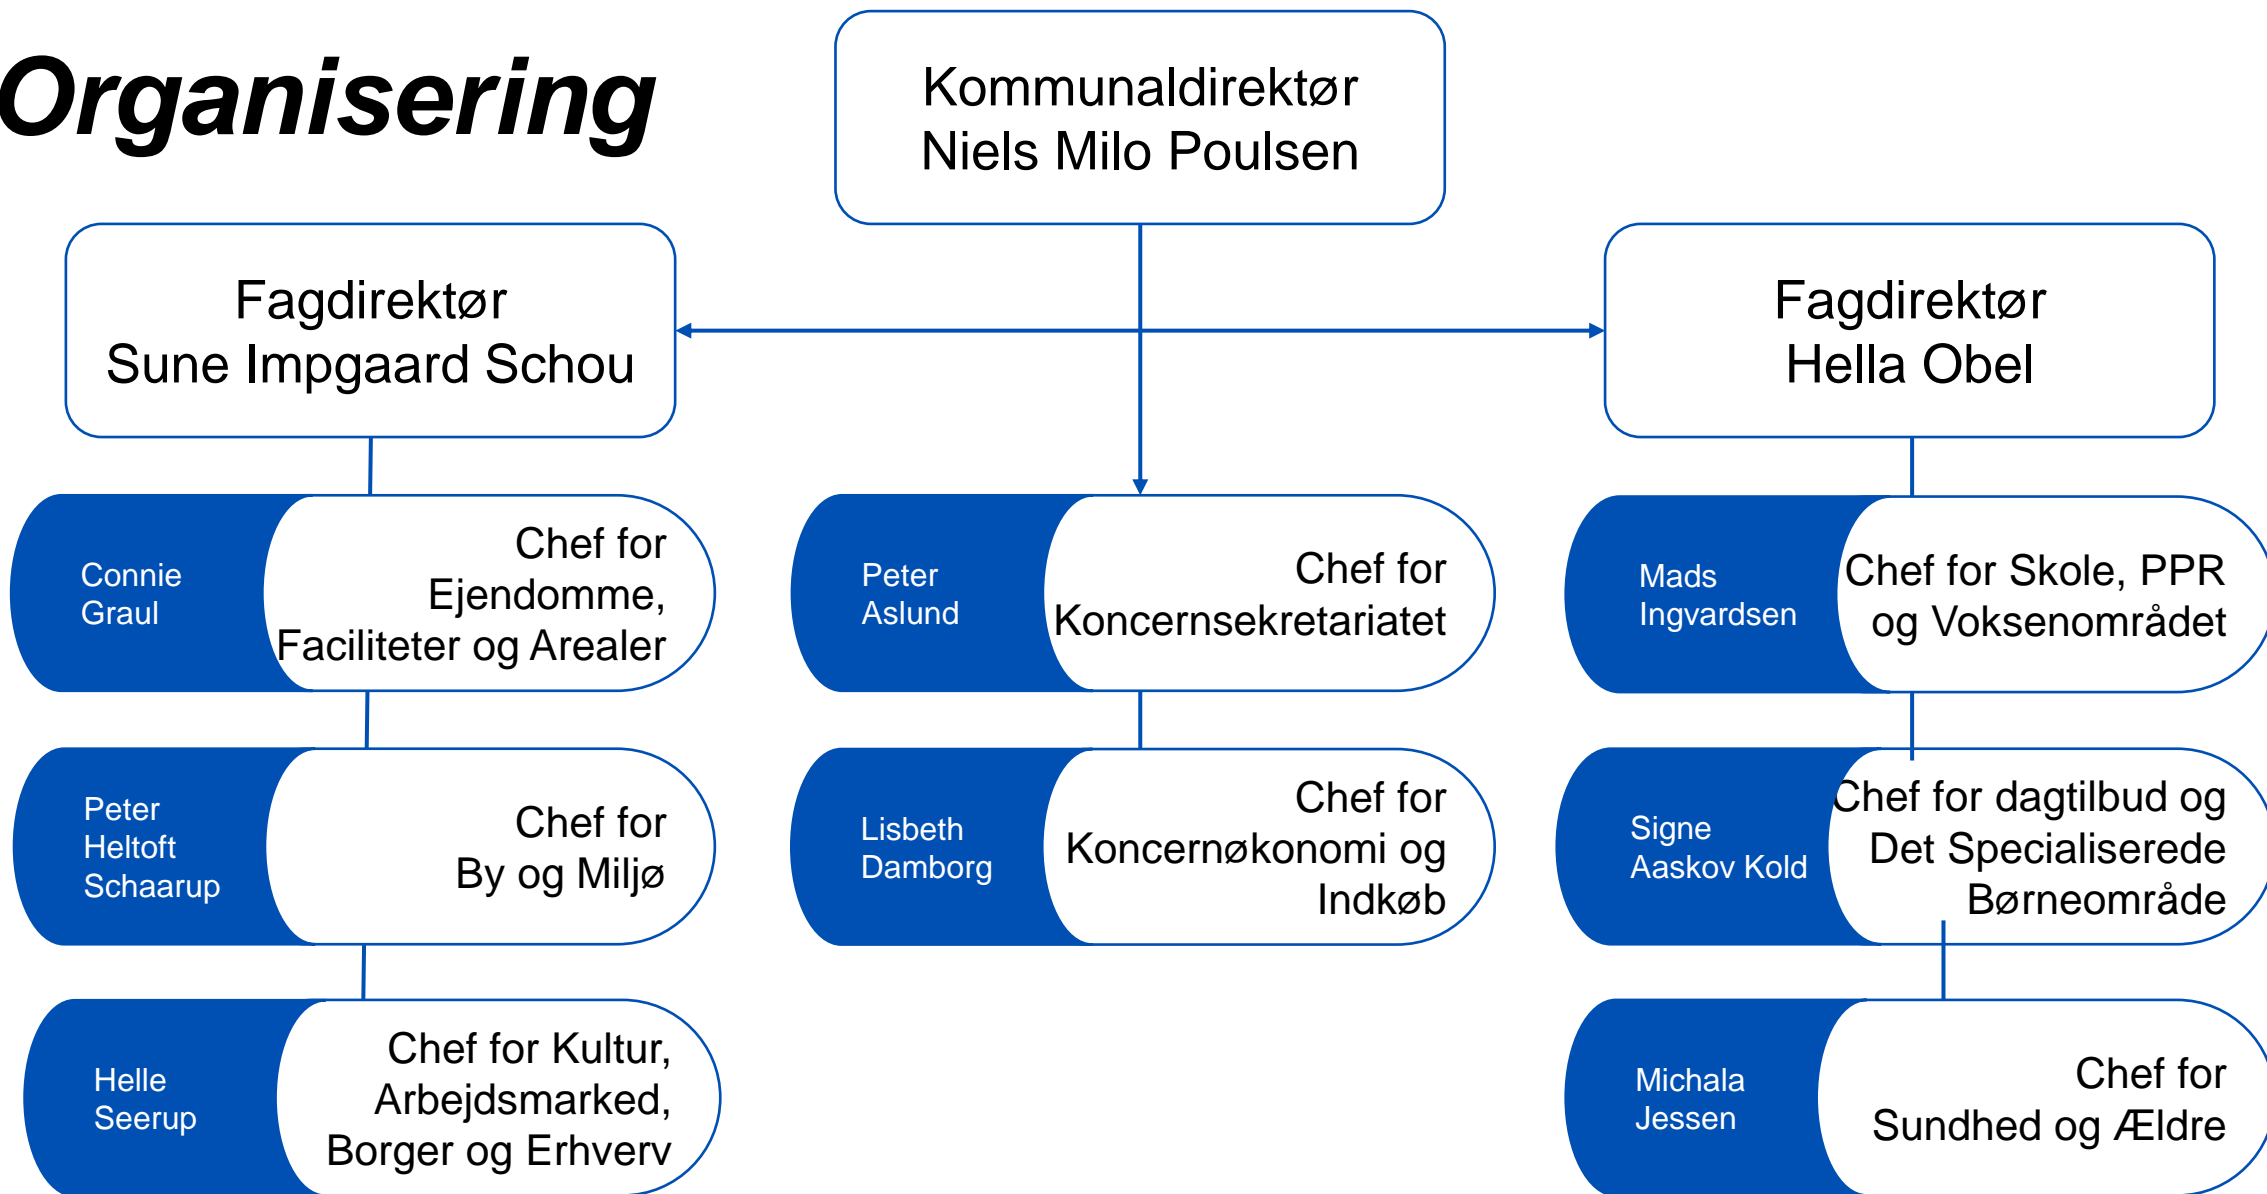 Organisering
Kommunaldirektør
Niels Milo Poulsen
Fagdirektør
Sune Impgaard Schou
Fagdirektør
Hella Obel
Connie
Graul
Chef for
Ejendomme,
Faciliteter og Arealer
Peter
Heltoft
Schaarup
Chef for
By og Miljø
Helle
Seerup
Chef for Kultur,
Arbejdsmarked,
Borger og Erhverv
Peter
Aslund
Chef for
Koncernsekretariatet
Lisbeth
Damborg
Chef for
Koncernøkonomi og
Indkøb
Mads
Ingvardsen
Chef for Skole, PPR
og Voksenområdet
Signe
Aaskov Kold
Chef for dagtilbud og
Det Specialiserede
Børneområde
Michala
Jessen
Chef for
Sundhed og Ældre